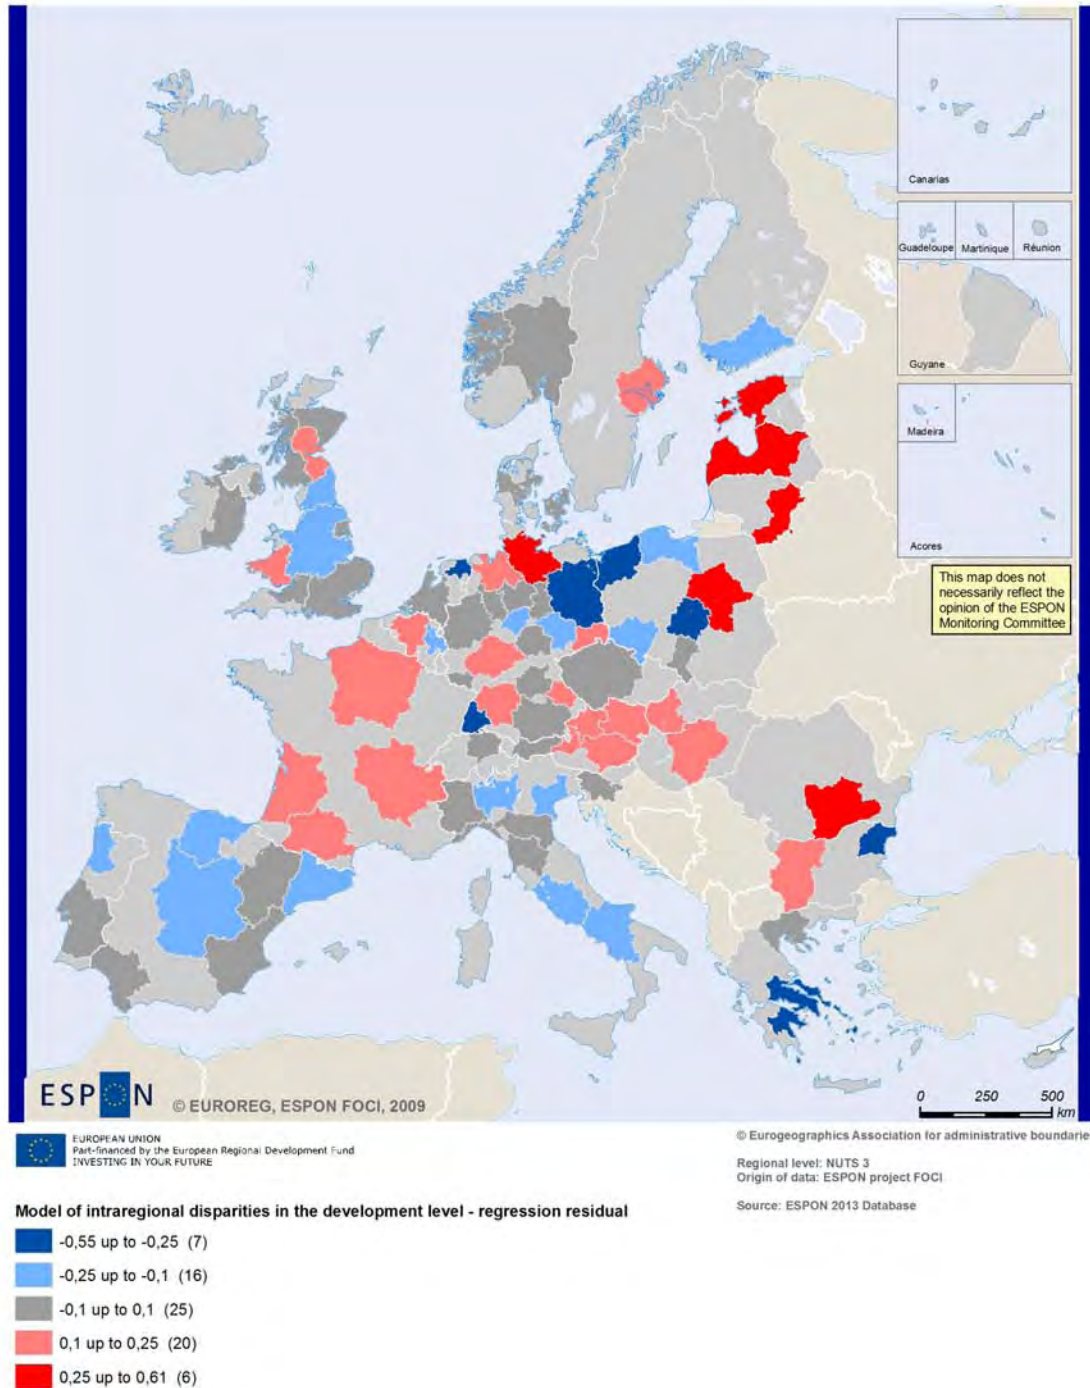 Canarias
Guadeloupe
Martinique
Réunion
Guyane
Madeira
Acores
This map does not
necessarily reflect the
opinion of the ESPON
Monitoring Committee
ESPON
© EUROREG, ESPON FOCI, 2009
0 250 500
km
EUROPEAN UNION
Part-financed by the European Regional Development Fund
INVESTING IN YOUR FUTURE
© Eurogeographics Association for administrative boundarie
Regional level: NUTS 3
Origin of data: ESPON project FOCI
Source: ESPON 2013 Database
Model of intraregional disparities in the development level - regression residual
-0,55 up to -0,25 (7)
-0,25 up to -0,1 (16)
-0,1 up to 0,1 (25)
0,1 up to 0,25 (20)
0,25 up to 0,61 (6)